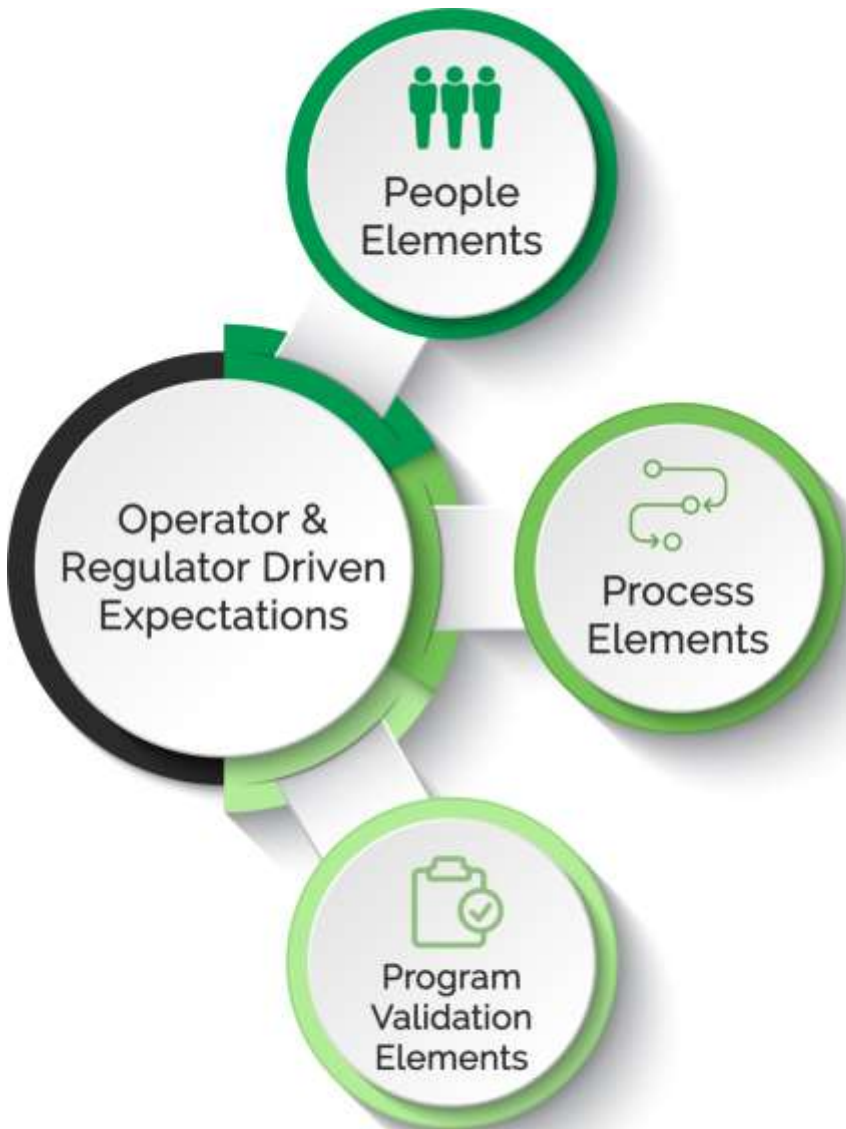 People
Elements
Operator &
Regulator Driven
Expectations
Process
Elements
Program
Validation
Elements